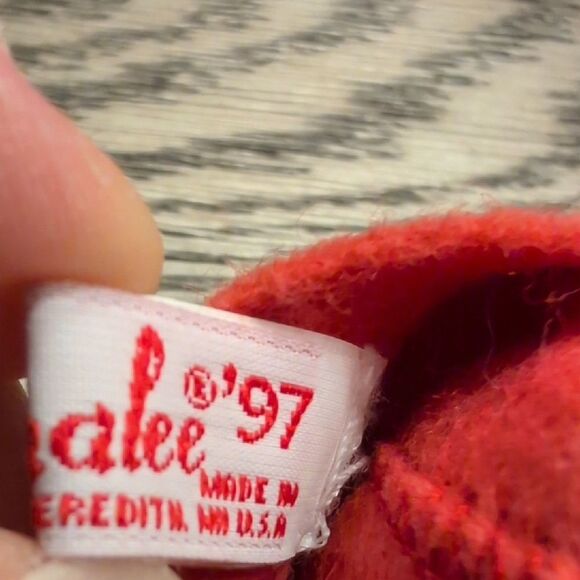 alee ® '97
MADE IN
EREDITH. NH U.S.A